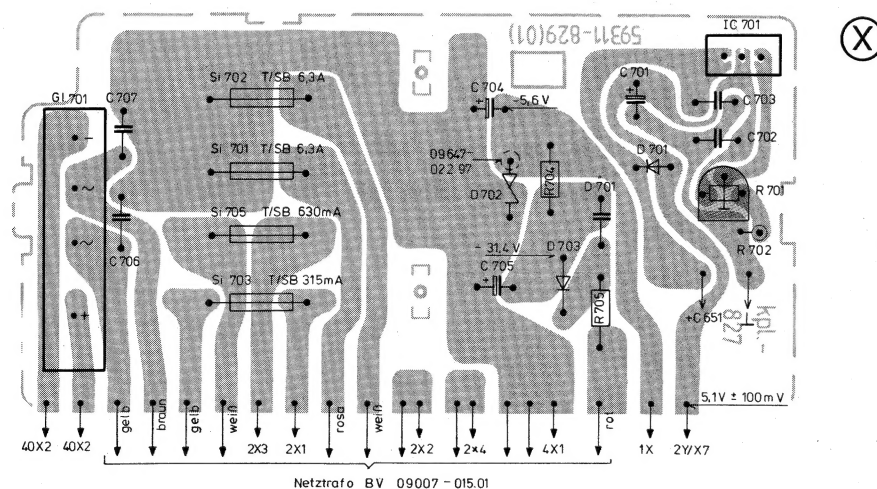 59311-829(01)
IC 701
X
Si 702 T/SB 6,3A
C 701
C 704
GL701
C 707
-5,6 V
C 703
C 702
Si 701 T/SB 6,3A
09647-
022 97
D 701
R 704
D 702
D 701
R 701
Si 705 T/SB 630mA
R 702
C 706
- 31,4 V
D 703
C 705
Si 703 T/SB 315mA
R 705
+C 651
kpl.-
827
5,1V ± 100mV
gelb
braun
gelb
weiß
rosa
weiß
rot
40X2
40X2
2X3
2X1
2X2
2x4
4X1
1X
2Y/X7
Netztrafo BV 09007-015.01